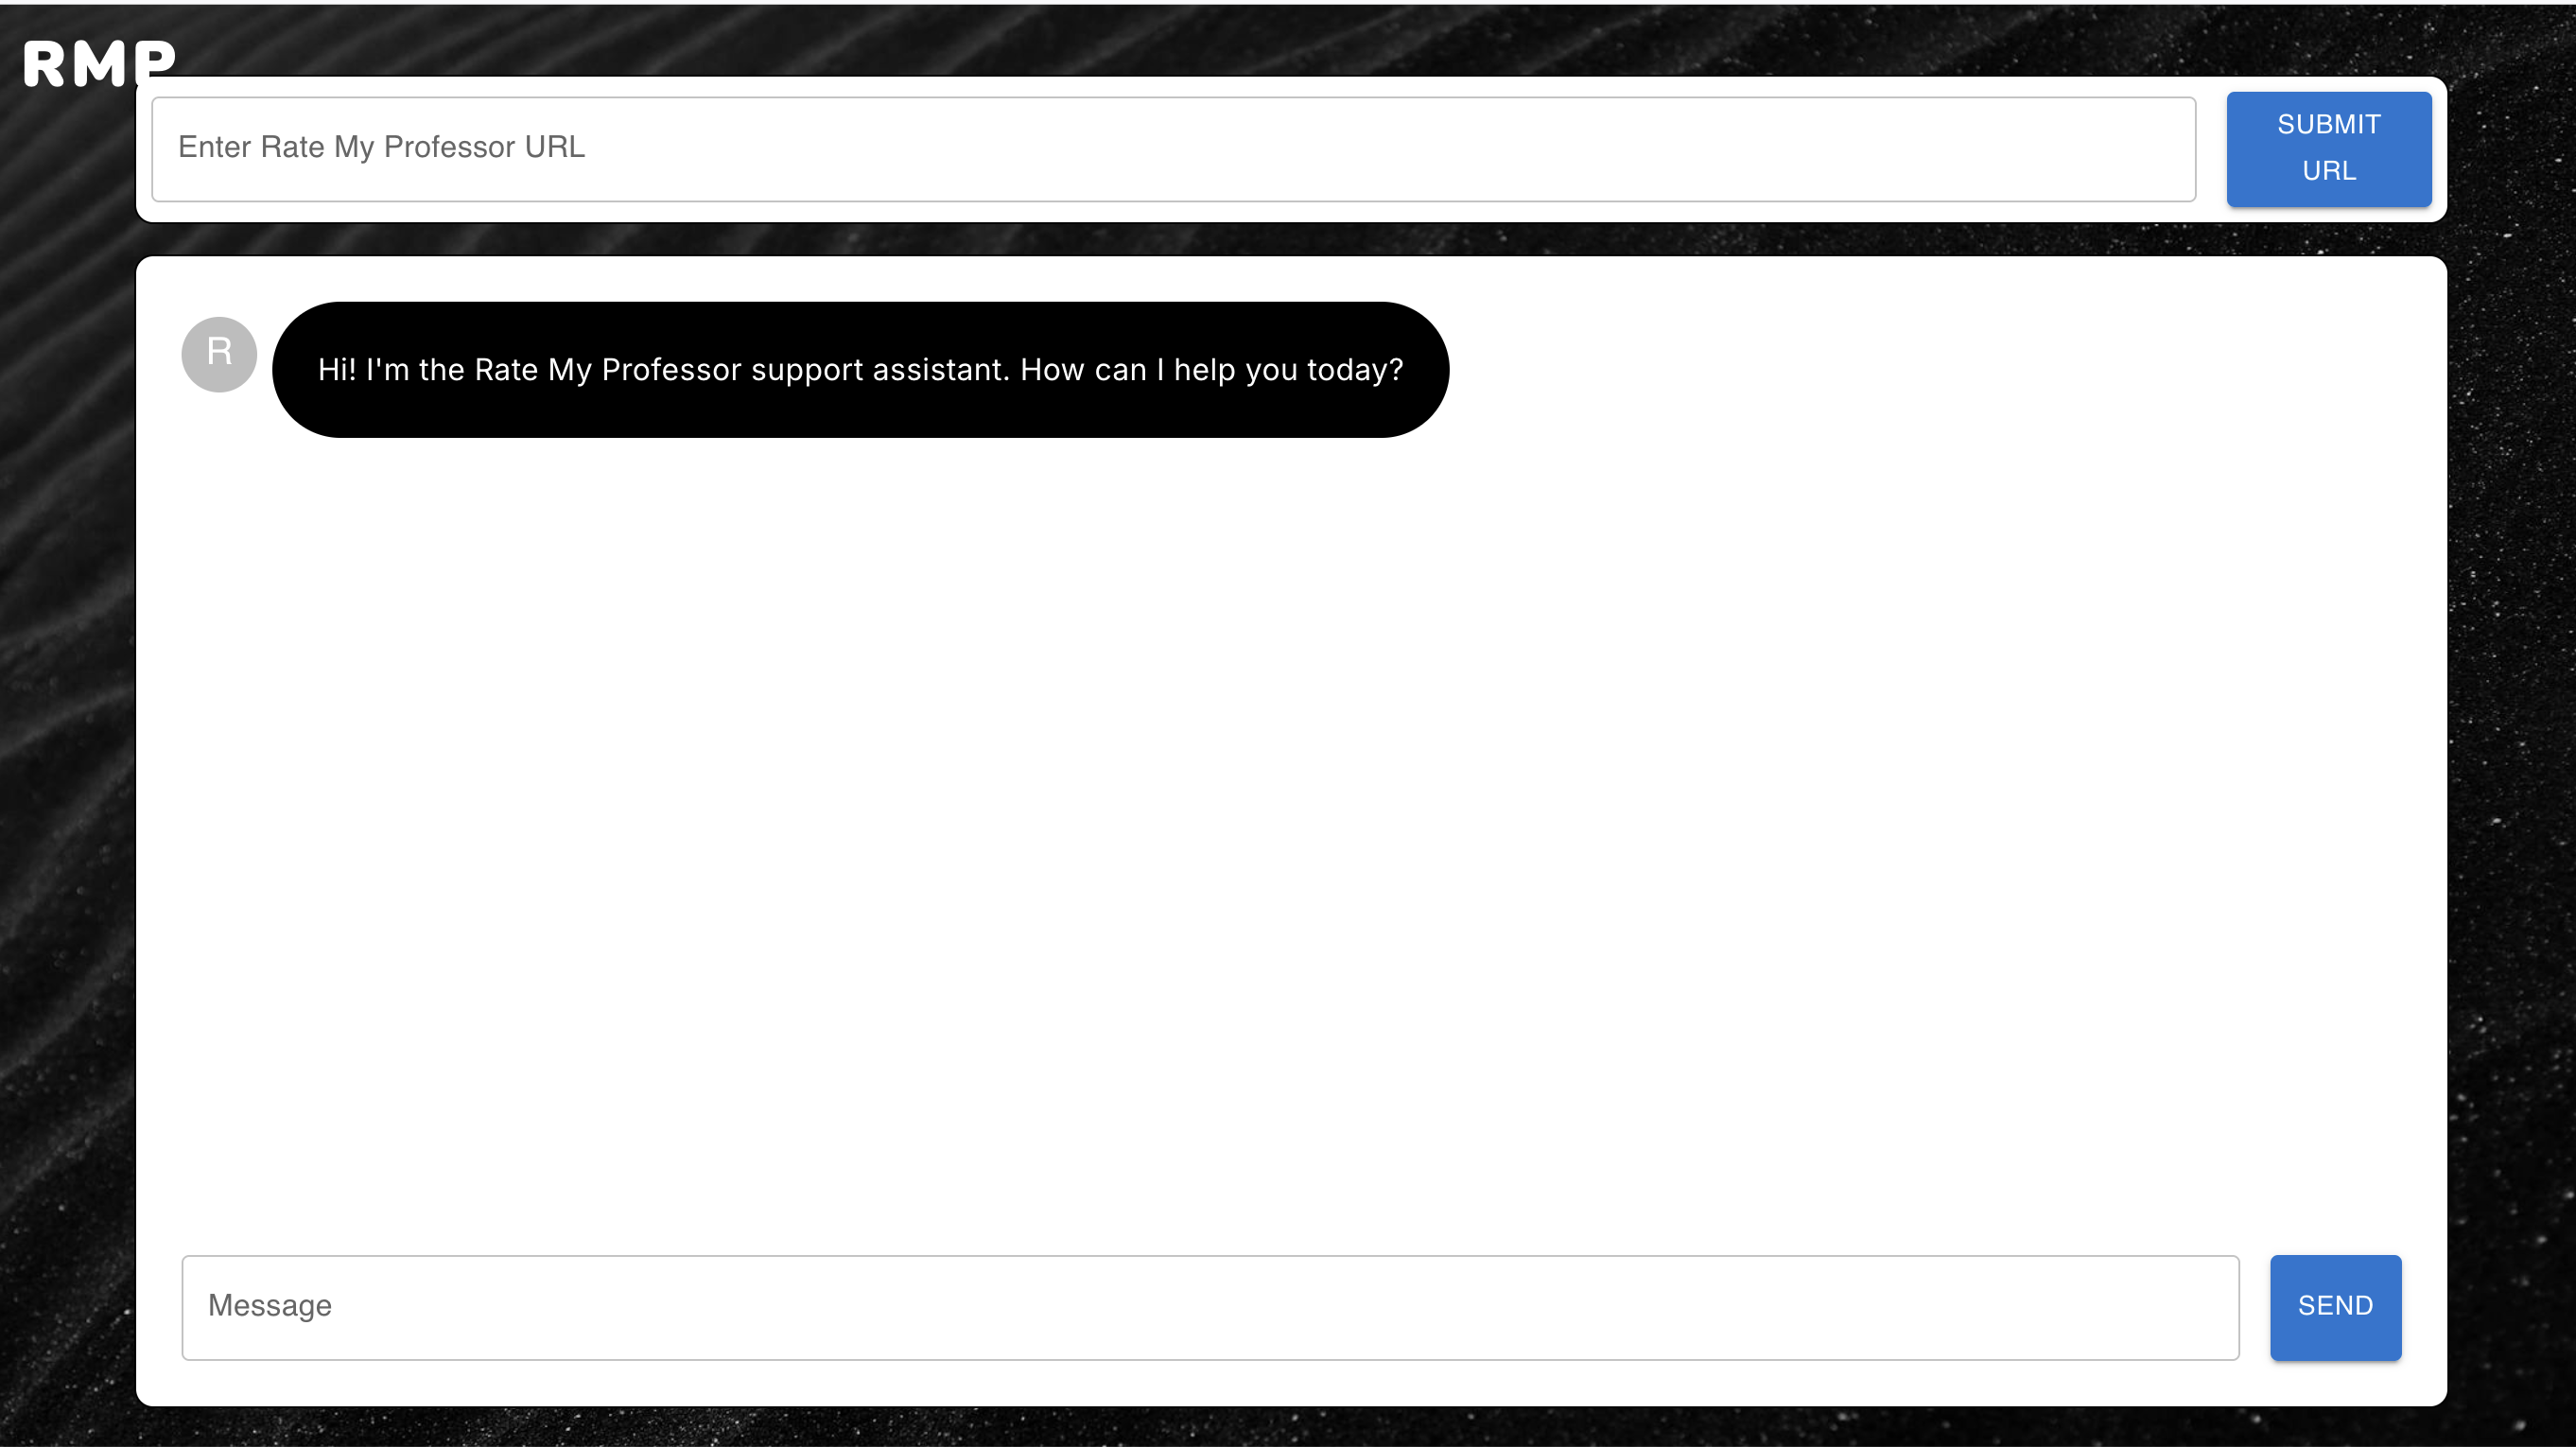 RMP
Enter Rate My Professor URL
SUBMIT
URL
R
Hi! I'm the Rate My Professor support assistant. How can I help you today?
Message
SEND